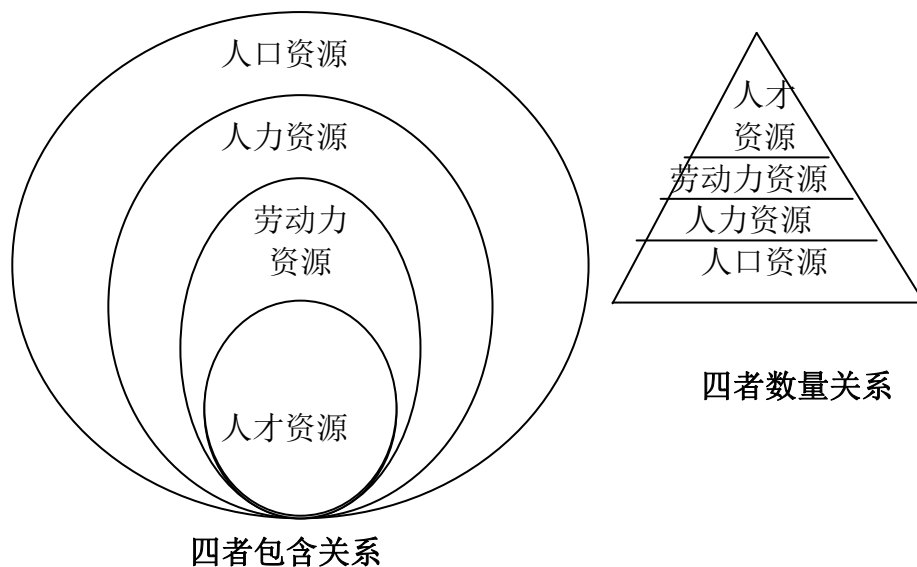 人口资源
人力资源
劳动力
资源
人才资源
四者包含关系
人才
资源
劳动力资源
人力资源
人口资源
四者数量关系